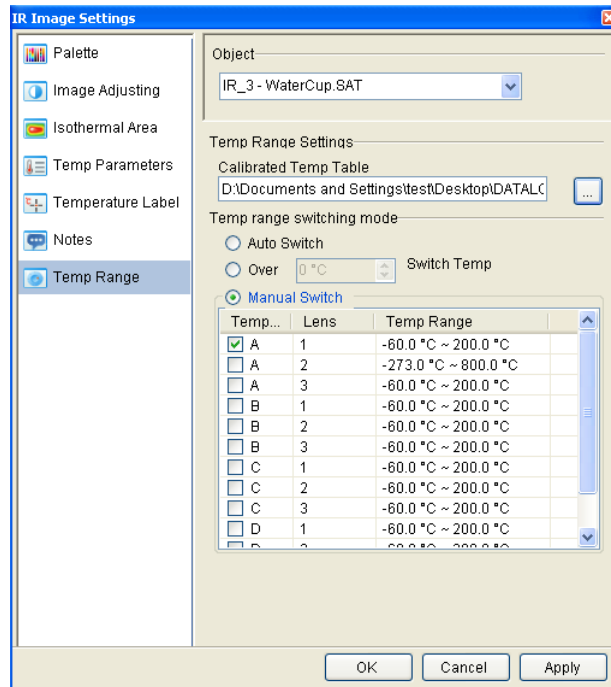 IR Image Settings
Palette
Image Adjusting
Isothermal Area
Temp Parameters
Temperature Label
Notes
Temp Range
Object
IR_3 - WaterCup.SAT
Temp Range Settings
Calibrated Temp Table
D:\Documents and Settings\test\Desktop\DATALO
...
Temp range switching mode
Auto Switch
Over 0 °C Switch Temp
Manual Switch
Temp... Lens Temp Range
A 1 -60.0 °C ~ 200.0 °C
A 2 -273.0 °C ~ 800.0 °C
A 3 -60.0 °C ~ 200.0 °C
B 1 -60.0 °C ~ 200.0 °C
B 2 -60.0 °C ~ 200.0 °C
B 3 -60.0 °C ~ 200.0 °C
C 1 -60.0 °C ~ 200.0 °C
C 2 -60.0 °C ~ 200.0 °C
C 3 -60.0 °C ~ 200.0 °C
D 1 -60.0 °C ~ 200.0 °C
OK Cancel Apply